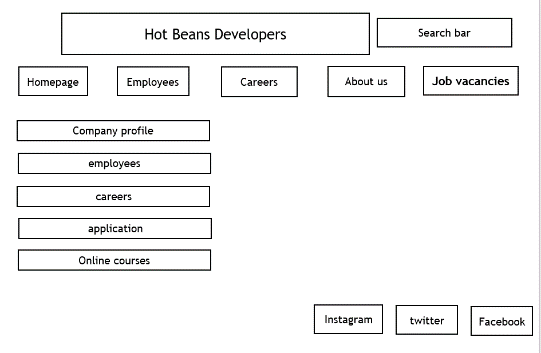 Hot Beans Developers
Search bar
Homepage
Employees
Careers
About us
Job vacancies
Company profile
employees
careers
application
Online courses
Instagram
twitter
Facebook